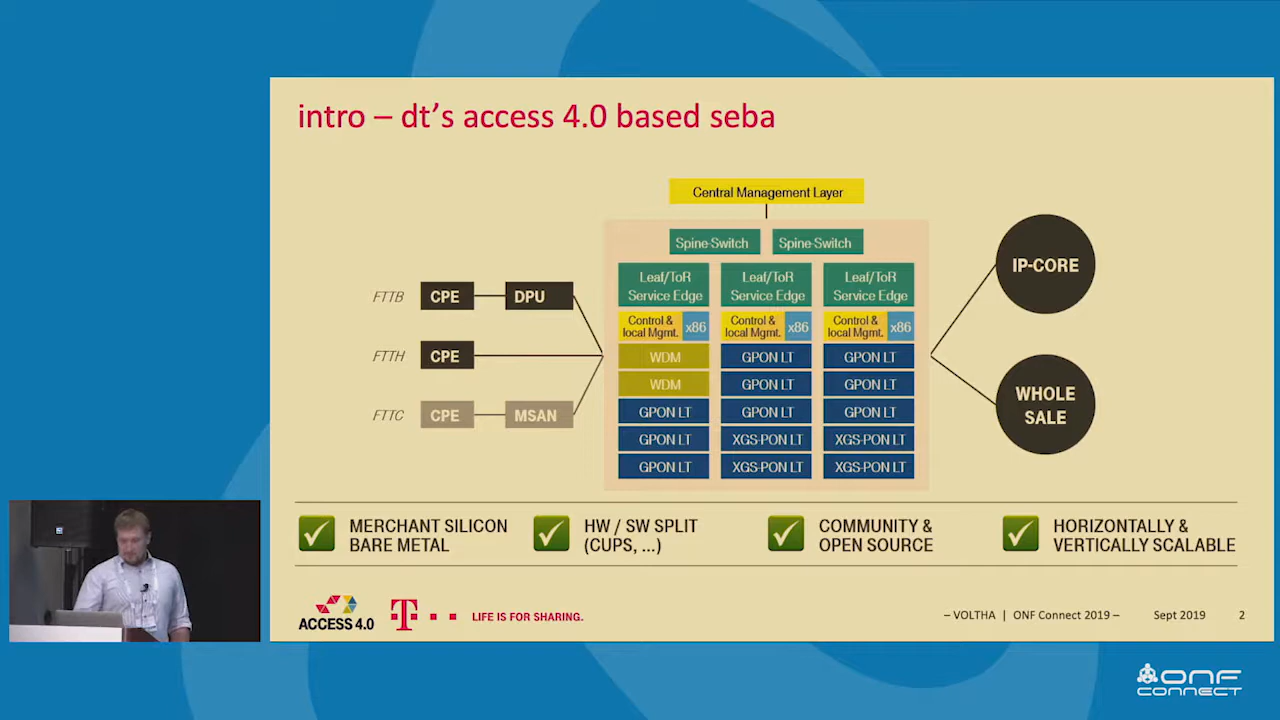 intro – dt's access 4.0 based seba
Central Management Layer
Spine-Switch
Spine-Switch
Leaf/ToR
Service Edge
Leaf/ToR
Service Edge
Leaf/ToR
Service Edge
Control &
local Mgmt.
x86
Control &
local Mgmt.
x86
Control &
local Mgmt.
x86
WDM
GPON LT
GPON LT
WDM
GPON LT
GPON LT
GPON LT
GPON LT
GPON LT
GPON LT
XGS-PON LT
XGS-PON LT
GPON LT
XGS-PON LT
XGS-PON LT
FTTB
CPE
DPU
FTTH
CPE
FTTC
CPE
MSAN
IP-CORE
WHOLE
SALE
MERCHANT SILICON
BARE METAL
HW / SW SPLIT
(CUPS, ...)
COMMUNITY &
OPEN SOURCE
HORIZONTALLY &
VERTICALLY SCALABLE
ACCESS 4.0
T
LIFE IS FOR SHARING.
– VOLTHA | ONF Connect 2019 –
Sept 2019
2
ONF
CONNECT